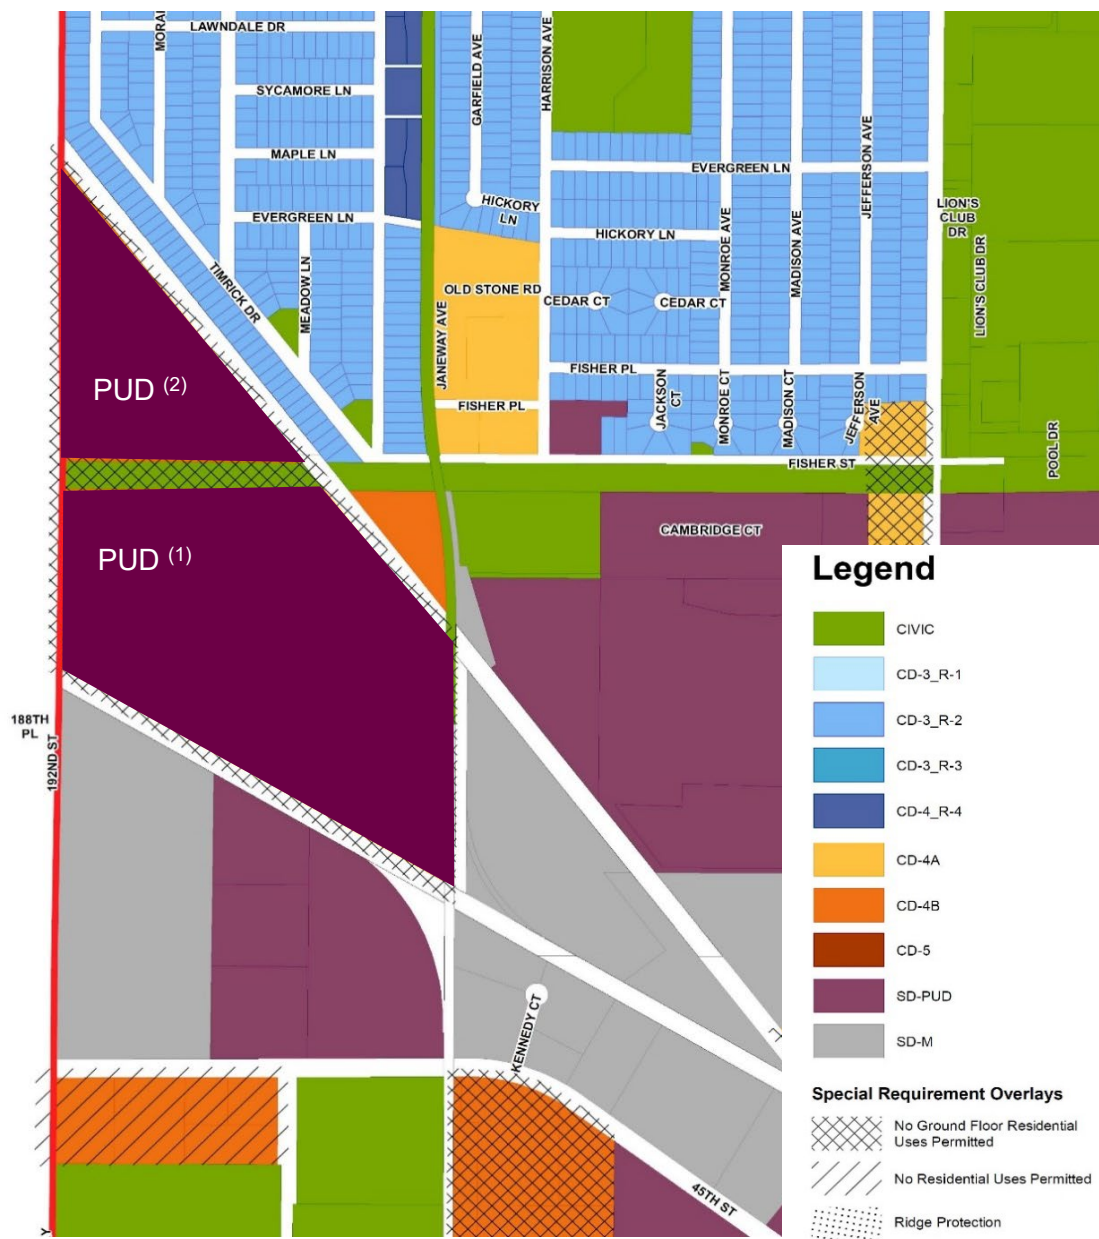 LAWNDALE DR
SYCAMORE LN
MAPLE LN
EVERGREEN LN
MEADOW LN
TIMRICK DR
GARFIELD AVE
HARRISON AVE
HICKORY
LN
EVERGREEN LN
HICKORY LN
MONROE AVE
MADISON AVE
JEFFERSON AVE
LION'S
CLUB
DR
LION'S CLUB DR
OLD STONE RD
CEDAR CT
CEDAR CT
JANEWAY AVE
FISHER PL
FISHER PL
JACKSON
CT
MONROE CT
MADISON CT
JEFFERSON
AVE
FISHER ST
POOL DR
PUD (2)
PUD (1)
CAMBRIDGE CT
188TH
PL
192ND ST
KENNEDY CT
45TH ST
Y
Legend
CIVIC
CD-3_R-1
CD-3_R-2
CD-3_R-3
CD-4_R-4
CD-4A
CD-4B
CD-5
SD-PUD
SD-M
Special Requirement Overlays
No Ground Floor Residential
Uses Permitted
No Residential Uses Permitted
Ridge Protection